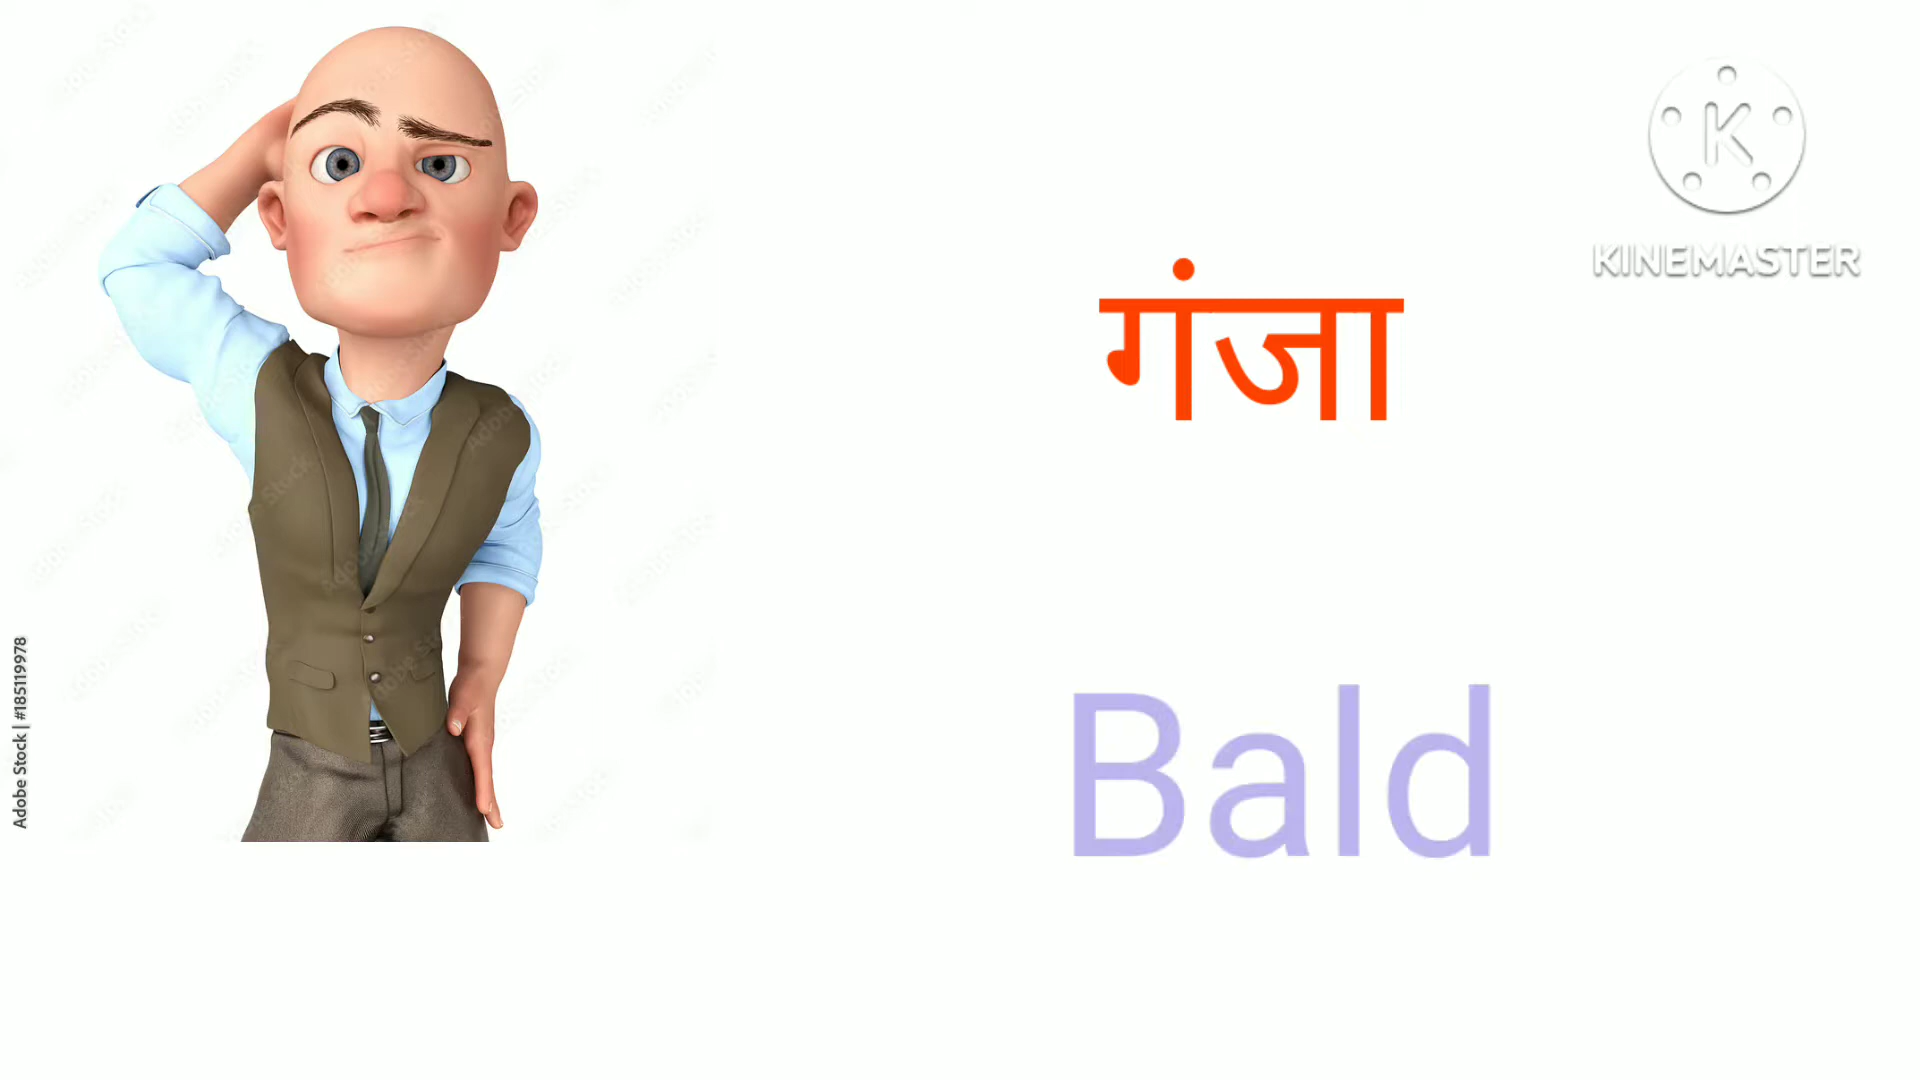 K
KINEMASTER
गंजा
Bald
Adobe Stock | #185119978